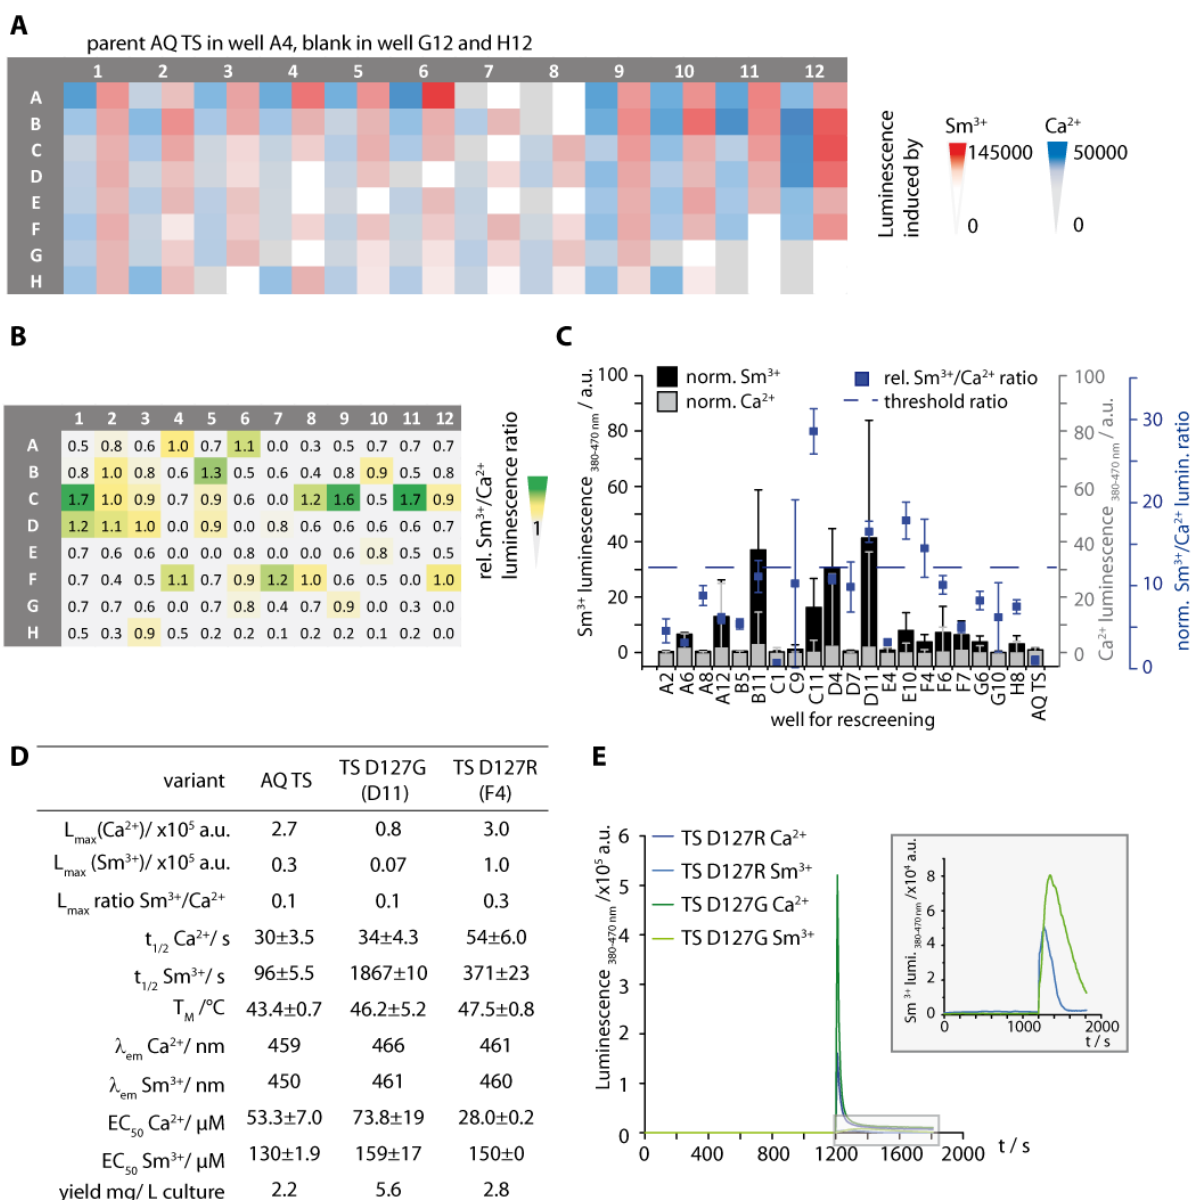 A
parent AQ TS in well A4, blank in well G12 and H12
1 2 3 4 5 6 7 8 9 10 11 12
A
B
C
D
E
F
G
H
Luminescence
induced by
Sm³⁺ Ca²⁺
145000 50000
0 0
B
1 2 3 4 5 6 7 8 9 10 11 12
A 0.5 0.8 0.6 1.0 0.7 1.1 0.0 0.3 0.5 0.7 0.7 0.7
B 0.8 1.0 0.8 0.6 1.3 0.5 0.6 0.4 0.8 0.9 0.5 0.8
C 1.7 1.0 0.9 0.7 0.9 0.6 0.6 1.2 1.6 0.5 1.7 0.9
D 1.2 1.1 1.0 0.0 0.9 0.0 0.8 0.6 0.6 0.6 0.6 0.7
E 0.7 0.6 0.6 0.0 0.0 0.8 0.0 0.6 0.6 0.8 0.5 0.5
F 0.7 0.4 0.5 1.1 0.7 0.9 1.2 1.0 0.6 0.5 0.0 1.0
G 0.7 0.7 0.6 0.7 0.6 0.8 0.4 0.7 0.9 0.0 0.3 0.0
H 0.5 0.3 0.9 0.5 0.2 0.2 0.1 0.2 0.2 0.1 0.2 0.0
rel. Sm³⁺/Ca²⁺
luminescence ratio
1
C
norm. Sm³⁺
norm. Ca²⁺
rel. Sm³⁺/Ca²⁺ ratio
threshold ratio
Sm³⁺ luminescence 380-470 nm / a.u.
100
80
60
40
20
0
Ca²⁺ luminescence 380-470 nm / a.u.
100
80
60
40
20
0
norm. Sm³⁺/Ca²⁺ lumin. ratio
30
20
10
0
A2 A6 A8 A12 B5 B11 C1 C9 C11 D4 D7 D11 E4 E10 F4 F6 F7 G6 G10 H8 AQ TS
well for rescreening
D
variant AQ TS TS D127G (D11) TS D127R (F4)
Lmax(Ca²⁺)/ x10⁵ a.u. 2.7 0.8 3.0
Lmax (Sm³⁺)/ x10⁵ a.u. 0.3 0.07 1.0
Lmax ratio Sm³⁺/Ca²⁺ 0.1 0.1 0.3
t1/2 Ca²⁺/ s 30±3.5 34±4.3 54±6.0
t1/2 Sm³⁺/ s 96±5.5 1867±10 371±23
TM /°C 43.4±0.7 46.2±5.2 47.5±0.8
λem Ca²⁺/ nm 459 466 461
λem Sm³⁺/ nm 450 461 460
EC50 Ca²⁺/ µM 53.3±7.0 73.8±19 28.0±0.2
EC50 Sm³⁺/ µM 130±1.9 159±17 150±0
yield mg/ L culture 2.2 5.6 2.8
E
Luminescence 380-470 nm /x10⁵ a.u.
6
5
4
3
2
1
0
TS D127R Ca²⁺
TS D127R Sm³⁺
TS D127G Ca²⁺
TS D127G Sm³⁺
0 400 800 1200 1600 2000
t / s
Sm³⁺ lumi. 380-470 nm /x10⁴ a.u.
8
6
4
2
0
0 1000 2000
t / s